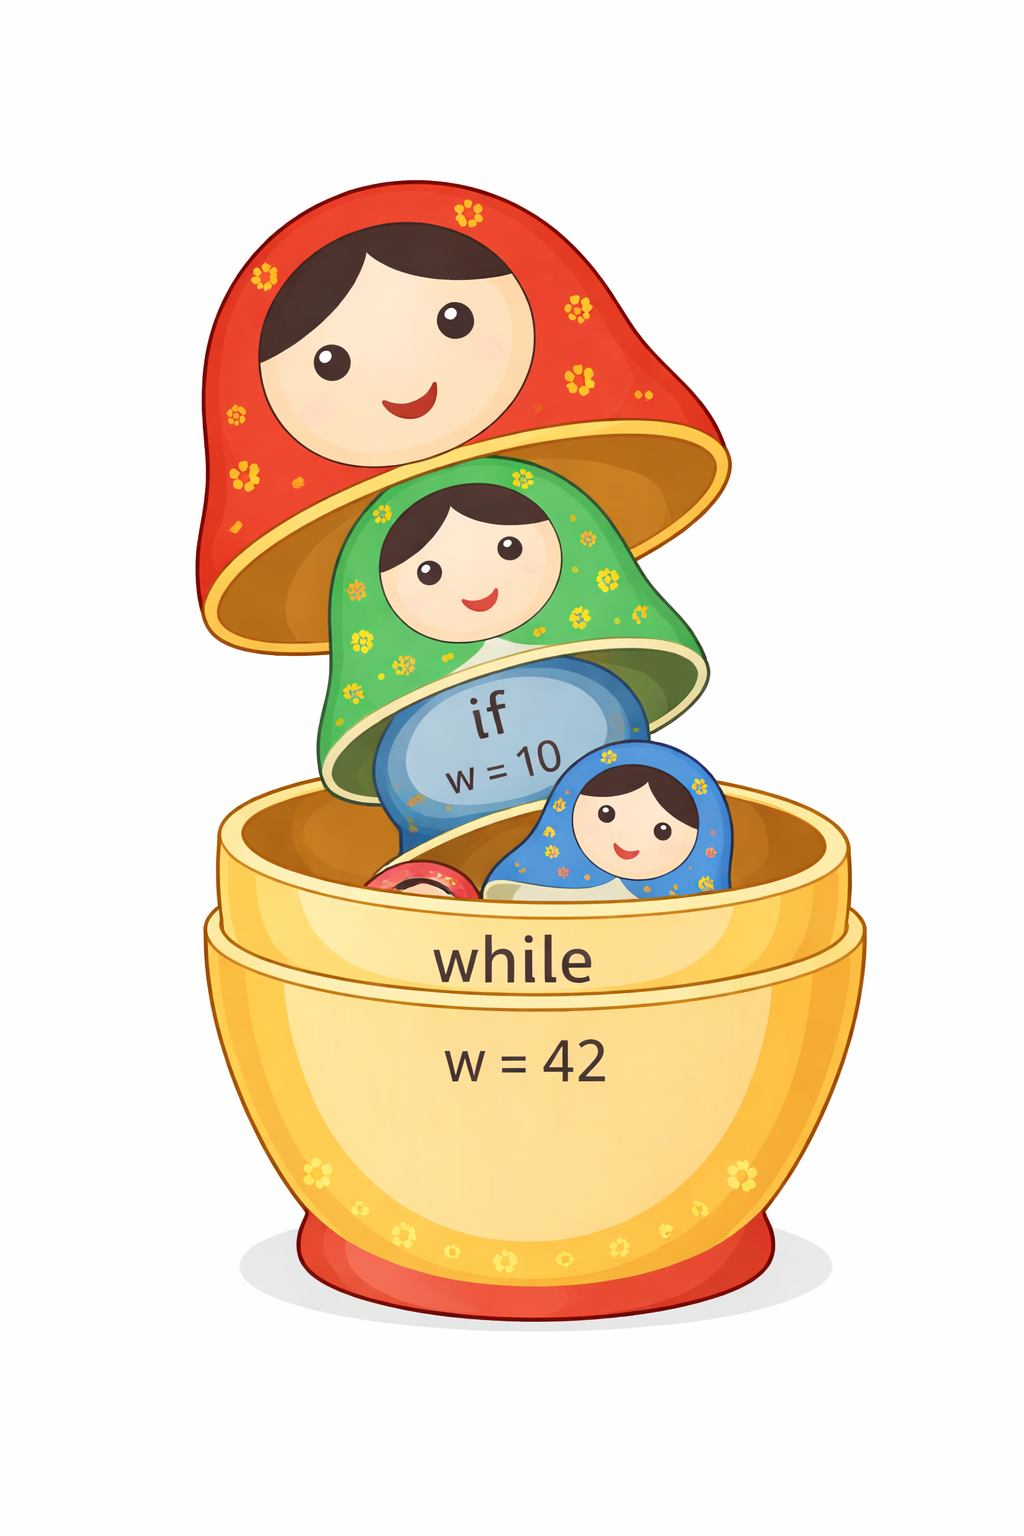 if
w = 10
while
w = 42